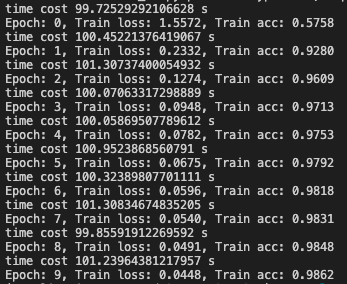 time cost 99.72529292106628 s
Epoch: 0, Train loss: 1.5572, Train acc: 0.5758
time cost 100.45221376419067 s
Epoch: 1, Train loss: 0.2332, Train acc: 0.9280
time cost 101.30737400054932 s
Epoch: 2, Train loss: 0.1274, Train acc: 0.9609
time cost 100.07063317298889 s
Epoch: 3, Train loss: 0.0948, Train acc: 0.9713
time cost 100.05869507789612 s
Epoch: 4, Train loss: 0.0782, Train acc: 0.9753
time cost 100.9523868560791 s
Epoch: 5, Train loss: 0.0675, Train acc: 0.9792
time cost 100.32389807701111 s
Epoch: 6, Train loss: 0.0596, Train acc: 0.9818
time cost 101.30834674835205 s
Epoch: 7, Train loss: 0.0540, Train acc: 0.9831
time cost 99.85591912269592 s
Epoch: 8, Train loss: 0.0491, Train acc: 0.9848
time cost 101.23964381217957 s
Epoch: 9, Train loss: 0.0448, Train acc: 0.9862